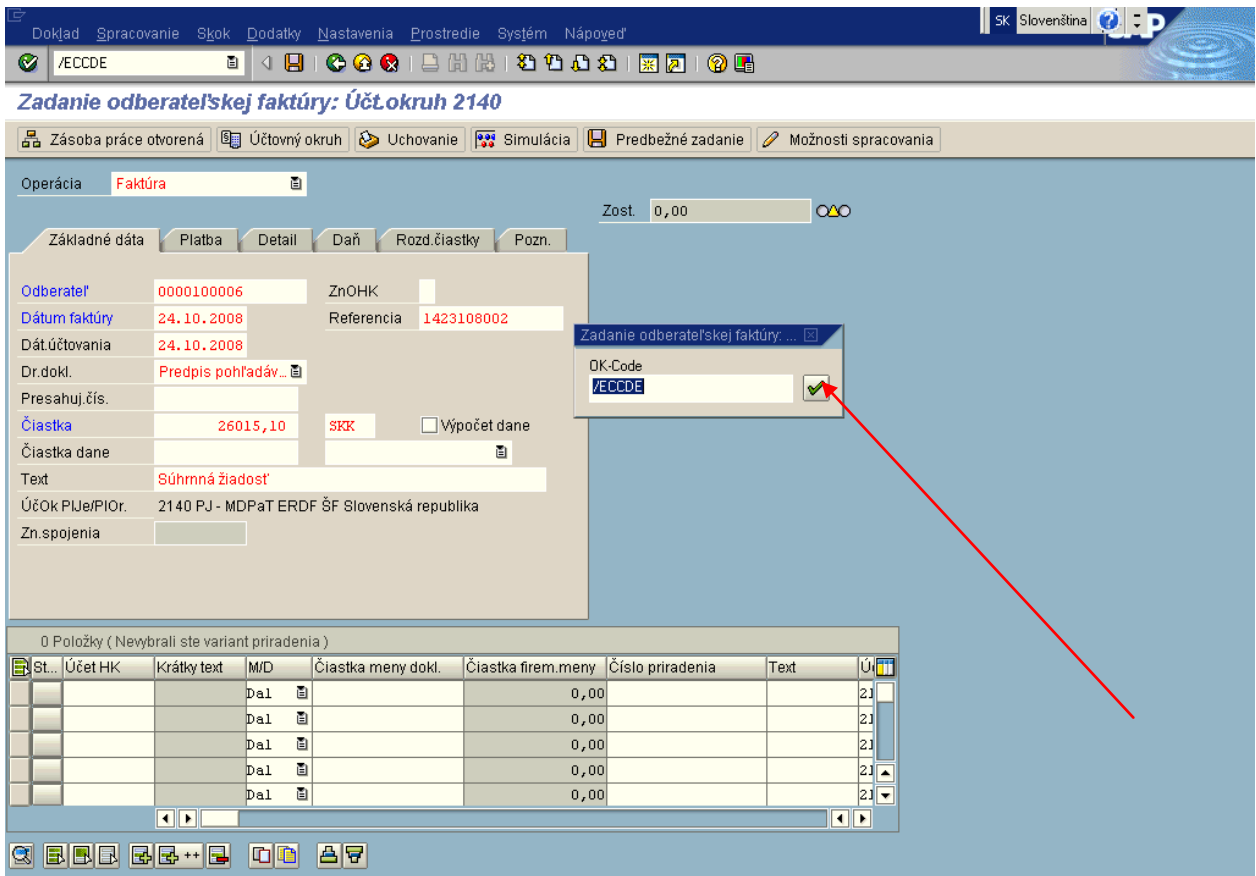 SK Slovenština
Doklad Spracovanie Skok Dodatky Nastavenia Prostredie Systém Nápoveď
/ECCDE
Zadanie odberateľskej faktúry: Účt.okruh 2140
Zásoba práce otvorená Účtovný okruh Uchovanie Simulácia Predbežné zadanie Možnosti spracovania
Operácia Faktúra
Zost. 0,00
Základné dáta Platba Detail Daň Rozd.čiastky Pozn.
Odberateľ 0000100006 ZnOHK
Dátum faktúry 24.10.2008 Referencia 1423108002
Zadanie odberateľskej faktúry: ...
Dát.účtovania 24.10.2008
OK-Code
Dr.dokl. Predpis pohľadáv...
/ECCDE
Presahuj.čís.
Čiastka 26015,10 SKK Výpočet dane
Čiastka dane
Text Súhrnná žiadosť
ÚčOk PlJe/PlOr. 2140 PJ - MDPaT ERDF ŠF Slovenská republika
Zn.spojenia
0 Položky ( Nevybrali ste variant priradenia )
St... Účet HK Krátky text M/D Čiastka meny dokl. Čiastka firem.meny Číslo priradenia Text
Dal 0,00 21
Dal 0,00 21
Dal 0,00 21
Dal 0,00 21
Dal 0,00 21